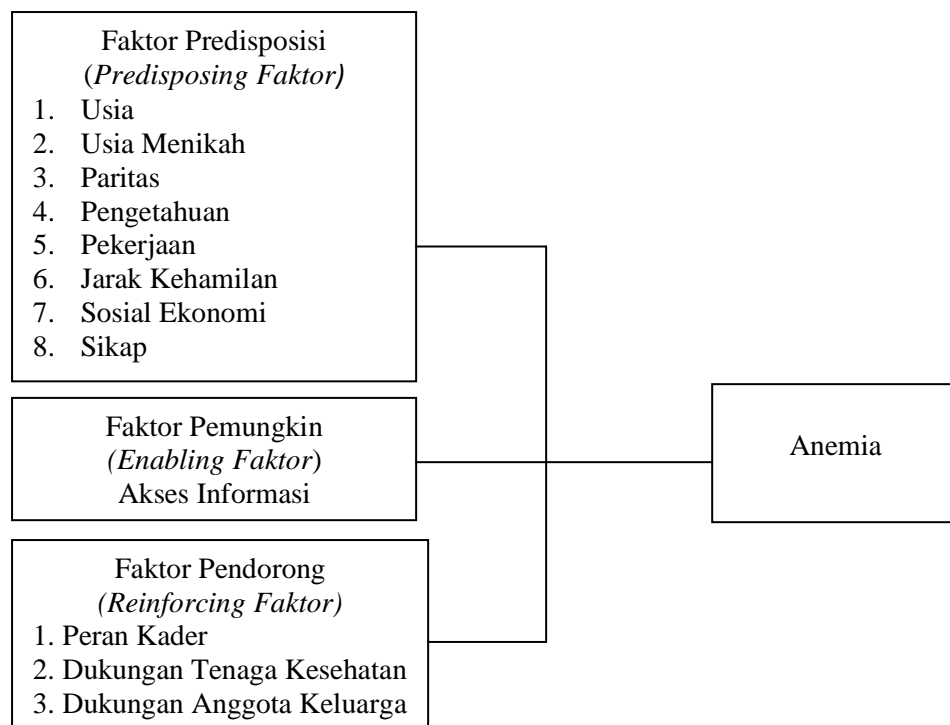 Faktor Predisposisi
(Predisposing Faktor)
1. Usia
2. Usia Menikah
3. Paritas
4. Pengetahuan
5. Pekerjaan
6. Jarak Kehamilan
7. Sosial Ekonomi
8. Sikap
Faktor Pemungkin
(Enabling Faktor)
Akses Informasi
Anemia
Faktor Pendorong
(Reinforcing Faktor)
1. Peran Kader
2. Dukungan Tenaga Kesehatan
3. Dukungan Anggota Keluarga